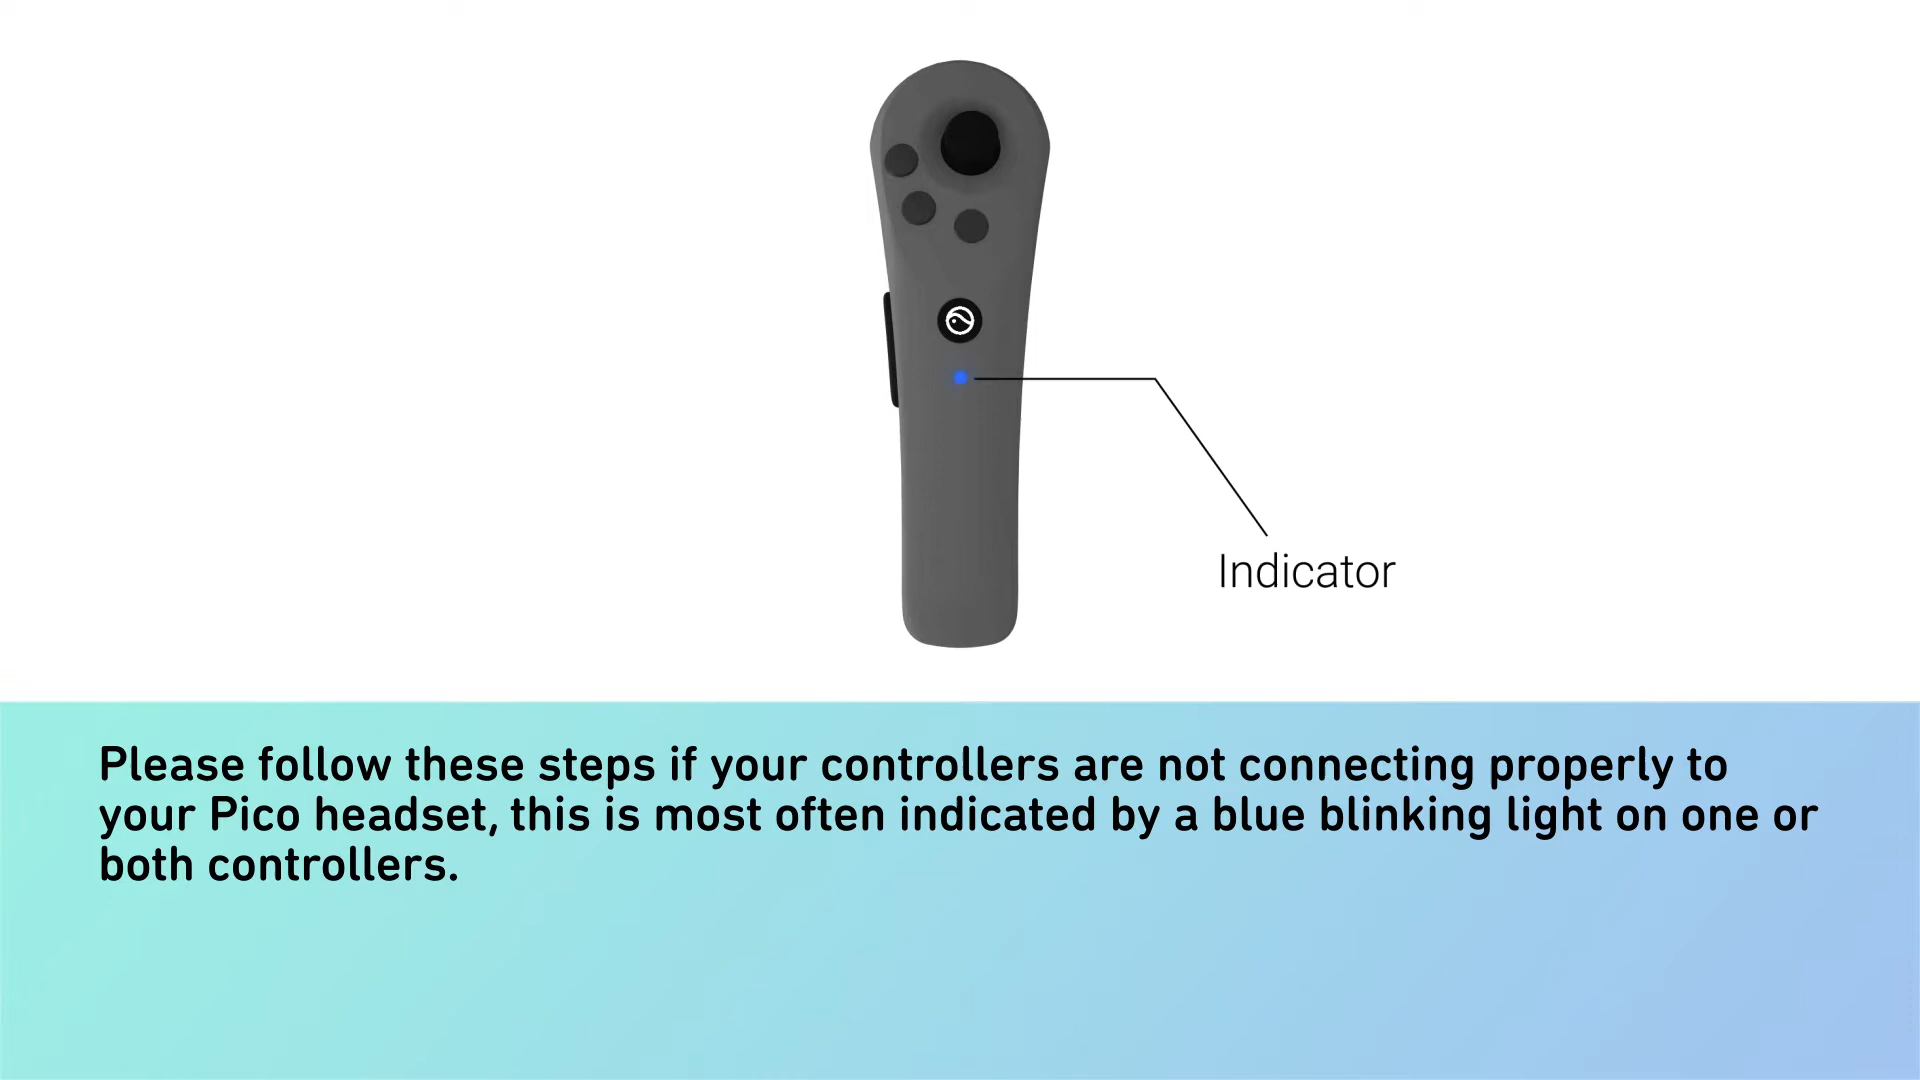 Indicator
Please follow these steps if your controllers are not connecting properly to
your Pico headset, this is most often indicated by a blue blinking light on one or
both controllers.